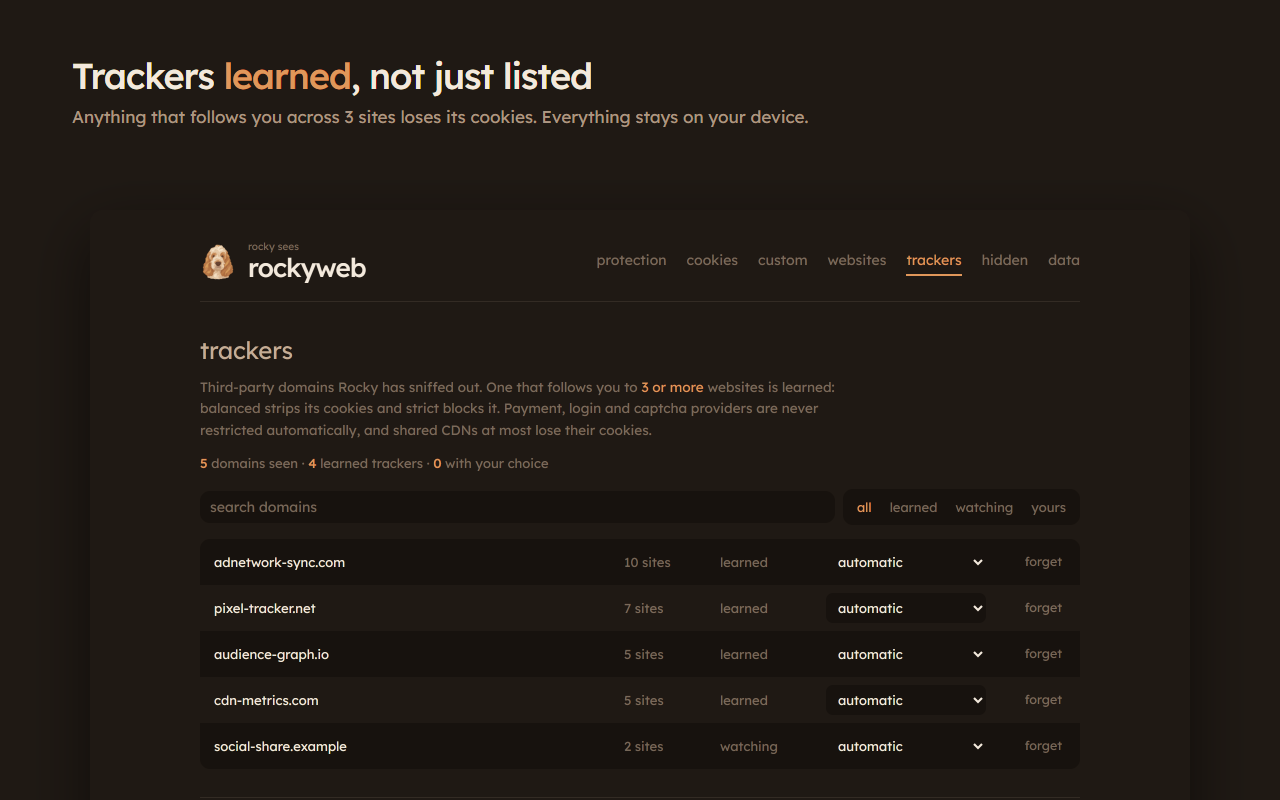 Trackers learned, not just listed
Anything that follows you across 3 sites loses its cookies. Everything stays on your device.
rocky sees
rockyweb
protection cookies custom websites trackers hidden data
trackers
Third-party domains Rocky has sniffed out. One that follows you to 3 or more websites is learned:
balanced strips its cookies and strict blocks it. Payment, login and captcha providers are never
restricted automatically, and shared CDNs at most lose their cookies.
5 domains seen · 4 learned trackers · 0 with your choice
search domains
all learned watching yours
adnetwork-sync.com 10 sites learned automatic forget
pixel-tracker.net 7 sites learned automatic forget
audience-graph.io 5 sites learned automatic forget
cdn-metrics.com 5 sites learned automatic forget
social-share.example 2 sites watching automatic forget